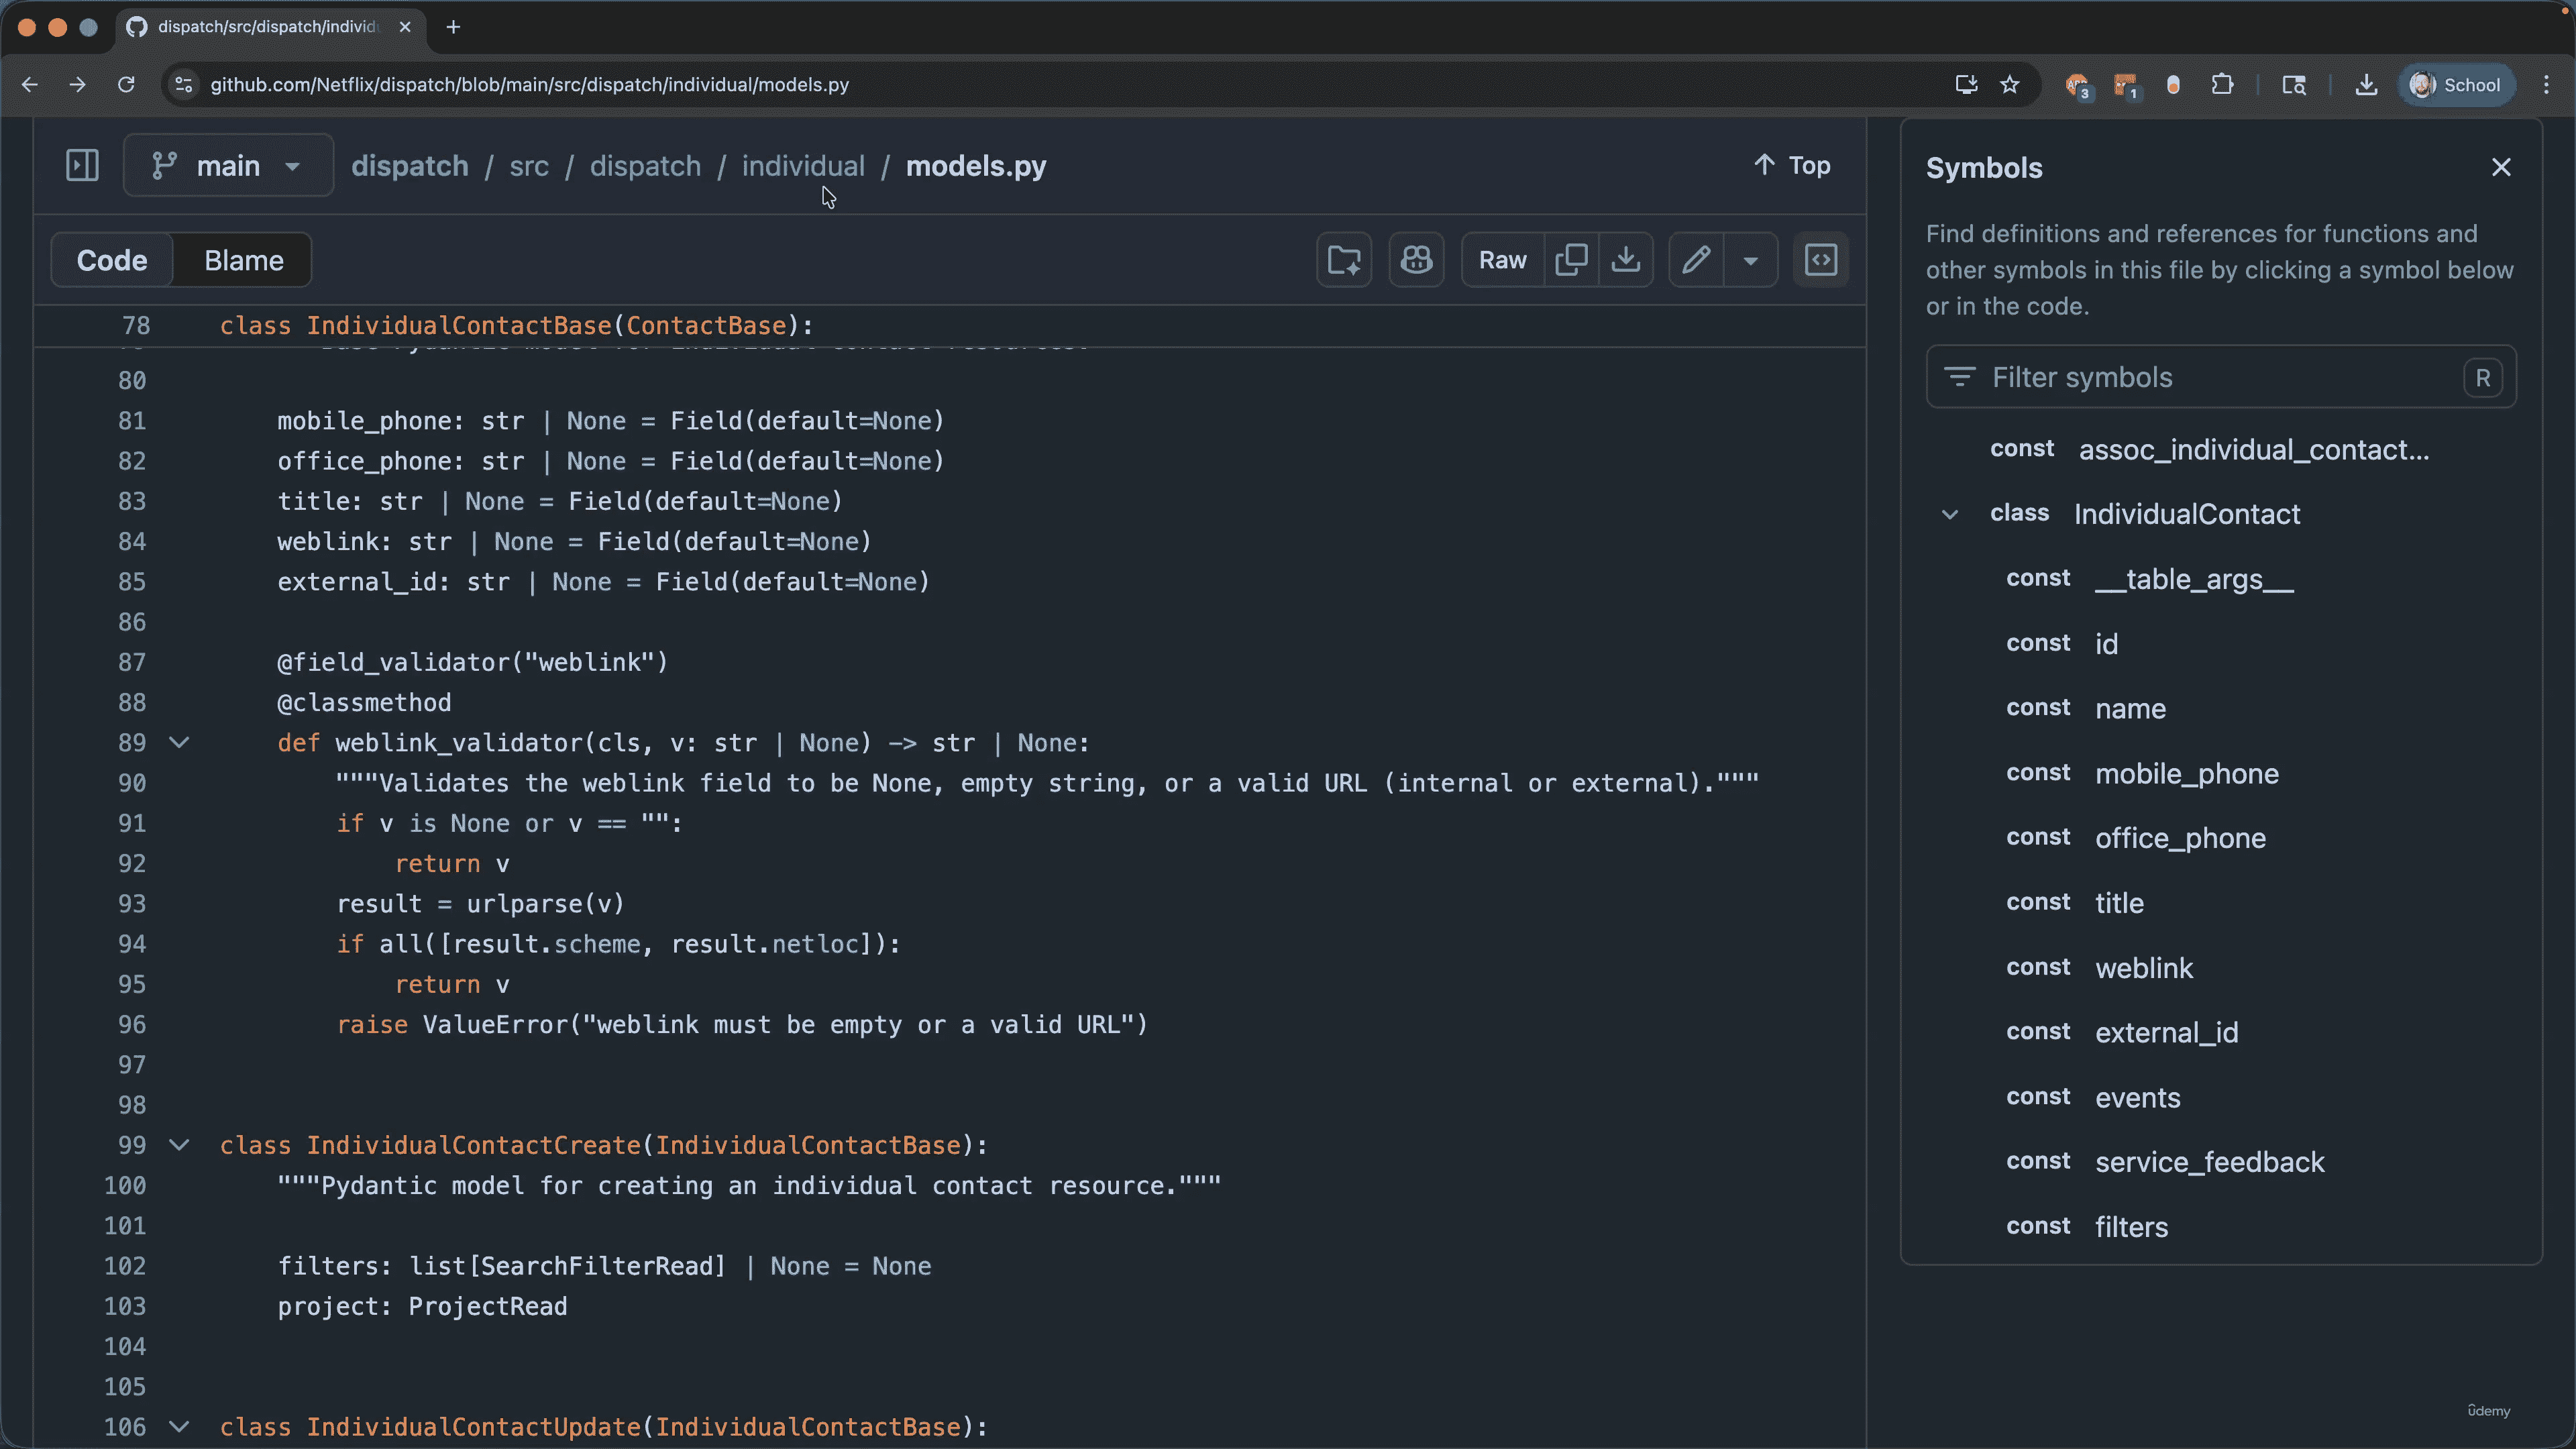 dispatch/src/dispatch/individu
github.com/Netflix/dispatch/blob/main/src/dispatch/individual/models.py
3
1
School
main
dispatch / src / dispatch / individual / models.py
Top
Code
Blame
Raw
78 class IndividualContactBase(ContactBase):
80
81 mobile_phone: str | None = Field(default=None)
82 office_phone: str | None = Field(default=None)
83 title: str | None = Field(default=None)
84 weblink: str | None = Field(default=None)
85 external_id: str | None = Field(default=None)
86
87 @field_validator("weblink")
88 @classmethod
89 def weblink_validator(cls, v: str | None) -> str | None:
90 """Validates the weblink field to be None, empty string, or a valid URL (internal or external)."""
91 if v is None or v == "":
92 return v
93 result = urlparse(v)
94 if all([result.scheme, result.netloc]):
95 return v
96 raise ValueError("weblink must be empty or a valid URL")
97
98
99 class IndividualContactCreate(IndividualContactBase):
100 """Pydantic model for creating an individual contact resource."""
101
102 filters: list[SearchFilterRead] | None = None
103 project: ProjectRead
104
105
106 class IndividualContactUpdate(IndividualContactBase):
Symbols
Find definitions and references for functions and
other symbols in this file by clicking a symbol below
or in the code.
Filter symbols
R
const assoc_individual_contact...
class IndividualContact
const __table_args__
const id
const name
const mobile_phone
const office_phone
const title
const weblink
const external_id
const events
const service_feedback
const filters
ûdemy